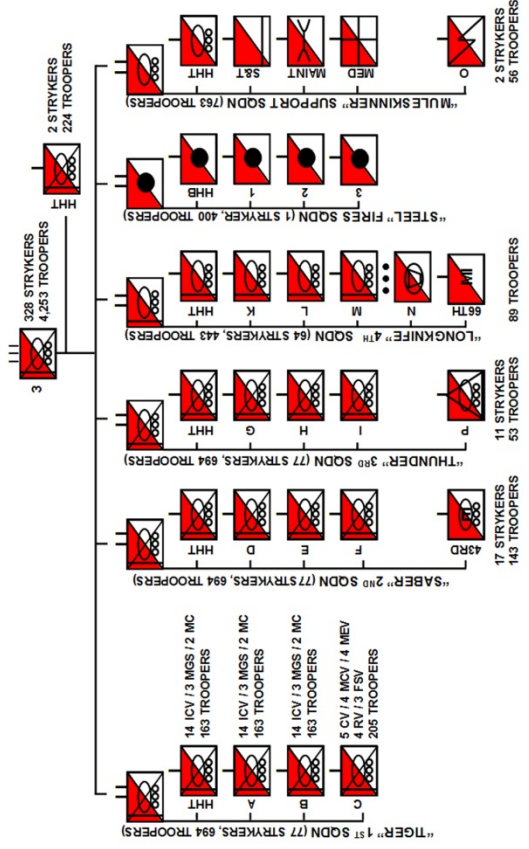 3
328 STRYKERS
4,253 TROOPERS
HHT
2 STRYKERS
224 TROOPERS
“TIGER” 1ST SQDN (77 STRYKERS, 694 TROOPERS)
HHT
14 ICV / 3 MGS / 2 MC
163 TROOPERS
A
14 ICV / 3 MGS / 2 MC
163 TROOPERS
B
14 ICV / 3 MGS / 2 MC
163 TROOPERS
C
5 CV / 4 MCV / 4 MEV
4 RV / 3 FSV
205 TROOPERS
“SABER” 2ND SQDN (77 STRYKERS, 694 TROOPERS)
HHT
D
E
F
43RD
E
17 STRYKERS
143 TROOPERS
“THUNDER” 3RD SQDN (77 STRYKERS, 694 TROOPERS)
HHT
G
H
I
P
11 STRYKERS
53 TROOPERS
“LONGKNIFE” 4TH SQDN (64 STRYKERS, 443 TROOPERS)
HHT
K
L
M
N
66TH
MI
89 TROOPERS
“STEEL” FIRES SQDN (1 STRYKER, 400 TROOPERS)
HHB
1
2
3
“MULESKINNER” SUPPORT SQDN (763 TROOPERS)
HHT
S&T
MAINT
MED
O
2 STRYKERS
56 TROOPERS